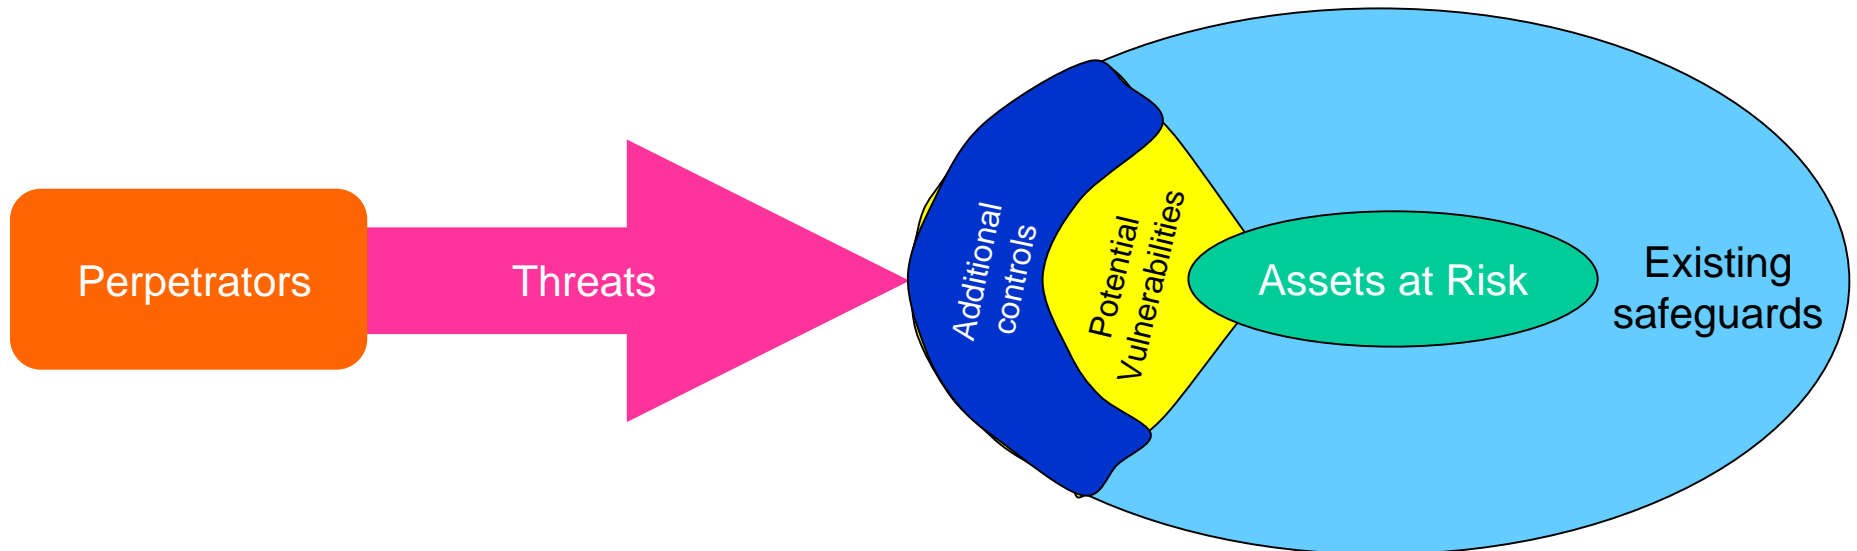 Perpetrators
Threats
Additional
controls
Potential
Vulnerabilities
Assets at Risk
Existing
safeguards